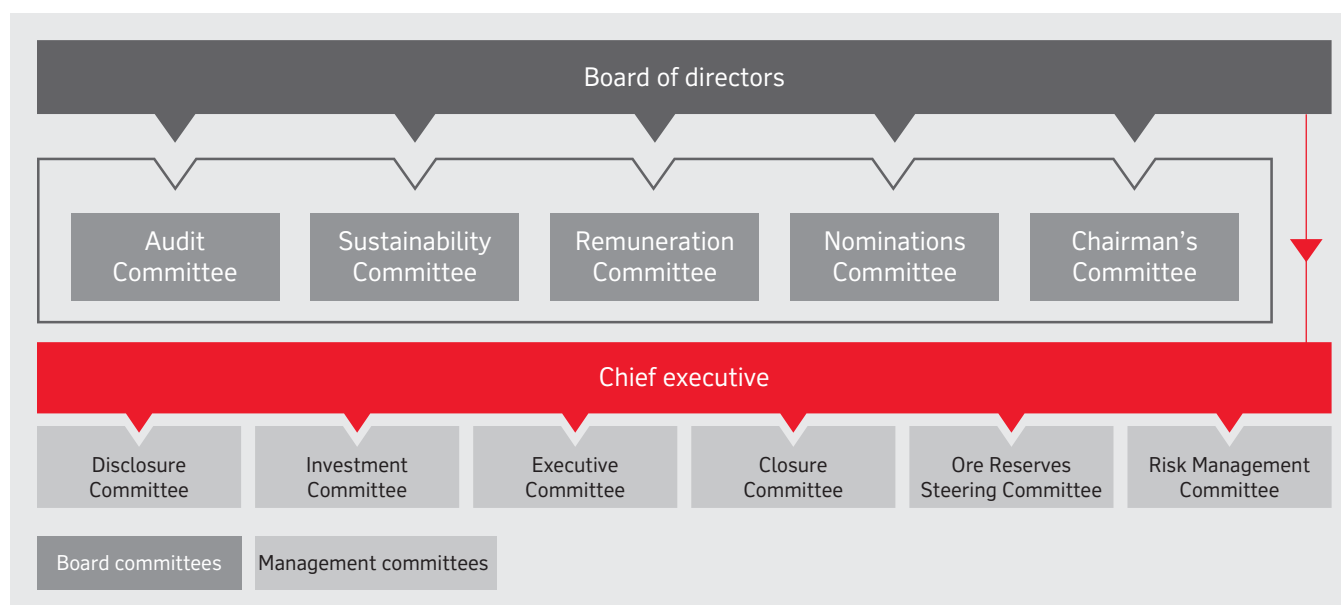 Board of directors
Audit
Committee
Sustainability
Committee
Remuneration
Committee
Nominations
Committee
Chairman’s
Committee
Chief executive
Disclosure
Committee
Investment
Committee
Executive
Committee
Closure
Committee
Ore Reserves
Steering Committee
Risk Management
Committee
Board committees
Management committees